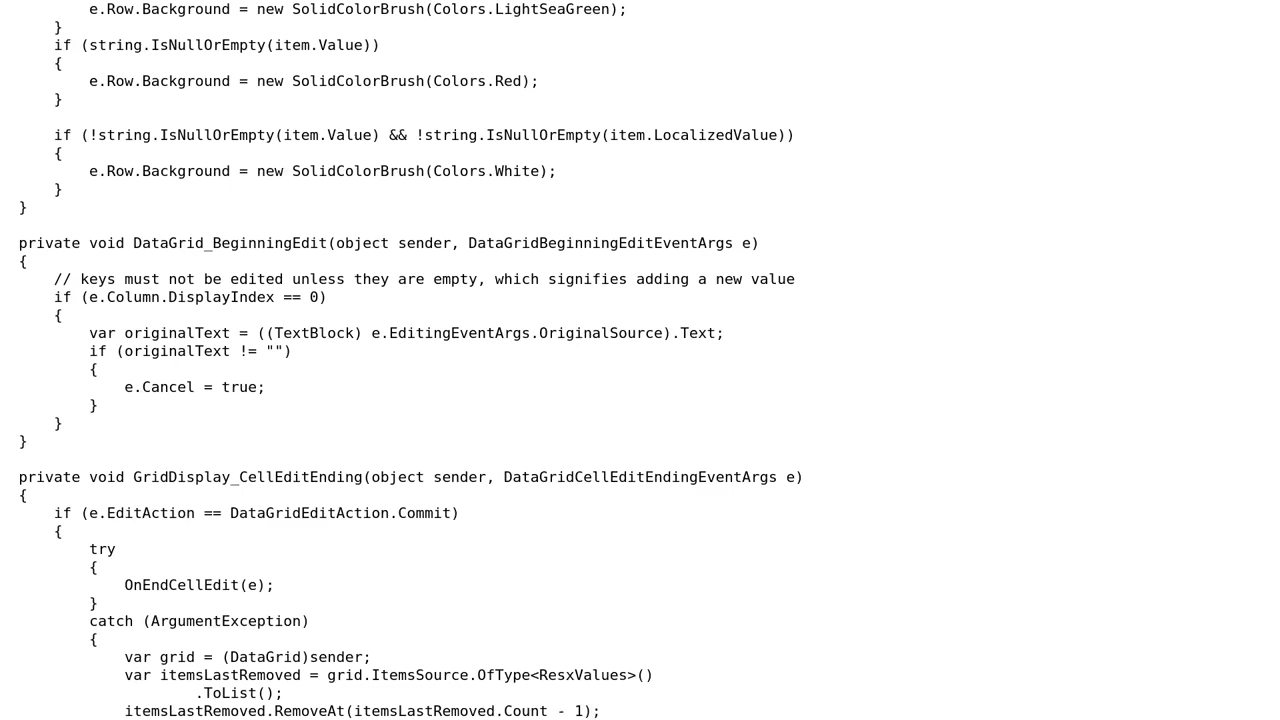 e.Row.Background = new SolidColorBrush(Colors.LightSeaGreen);
    }
    if (string.IsNullOrEmpty(item.Value))
    {
        e.Row.Background = new SolidColorBrush(Colors.Red);
    }

    if (!string.IsNullOrEmpty(item.Value) && !string.IsNullOrEmpty(item.LocalizedValue))
    {
        e.Row.Background = new SolidColorBrush(Colors.White);
    }
}

private void DataGrid_BeginningEdit(object sender, DataGridBeginningEditEventArgs e)
{
    // keys must not be edited unless they are empty, which signifies adding a new value
    if (e.Column.DisplayIndex == 0)
    {
        var originalText = ((TextBlock) e.EditingEventArgs.OriginalSource).Text;
        if (originalText != "")
        {
            e.Cancel = true;
        }
    }
}

private void GridDisplay_CellEditEnding(object sender, DataGridCellEditEndingEventArgs e)
{
    if (e.EditAction == DataGridEditAction.Commit)
    {
        try
        {
            OnEndCellEdit(e);
        }
        catch (ArgumentException)
        {
            var grid = (DataGrid)sender;
            var itemsLastRemoved = grid.ItemsSource.OfType<ResxValues>()
                    .ToList();
            itemsLastRemoved.RemoveAt(itemsLastRemoved.Count - 1);